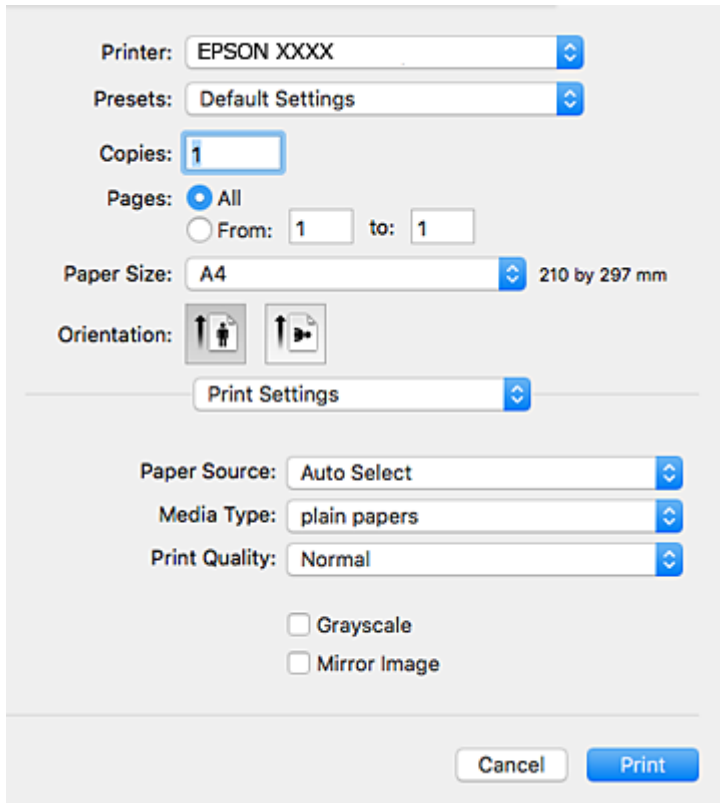 Printer: EPSON XXXX
Presets: Default Settings
Copies: 1
Pages: All
From: 1 to: 1
Paper Size: A4 210 by 297 mm
Orientation:
Print Settings
Paper Source: Auto Select
Media Type: plain papers
Print Quality: Normal
Grayscale
Mirror Image
Cancel Print